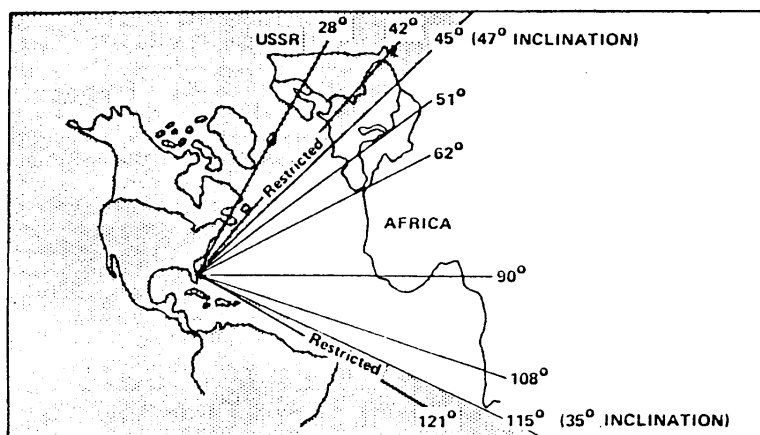 USSR
28°
42°
45° (47° INCLINATION)
51°
62°
Restricted
AFRICA
90°
108°
Restricted
121°
115° (35° INCLINATION)